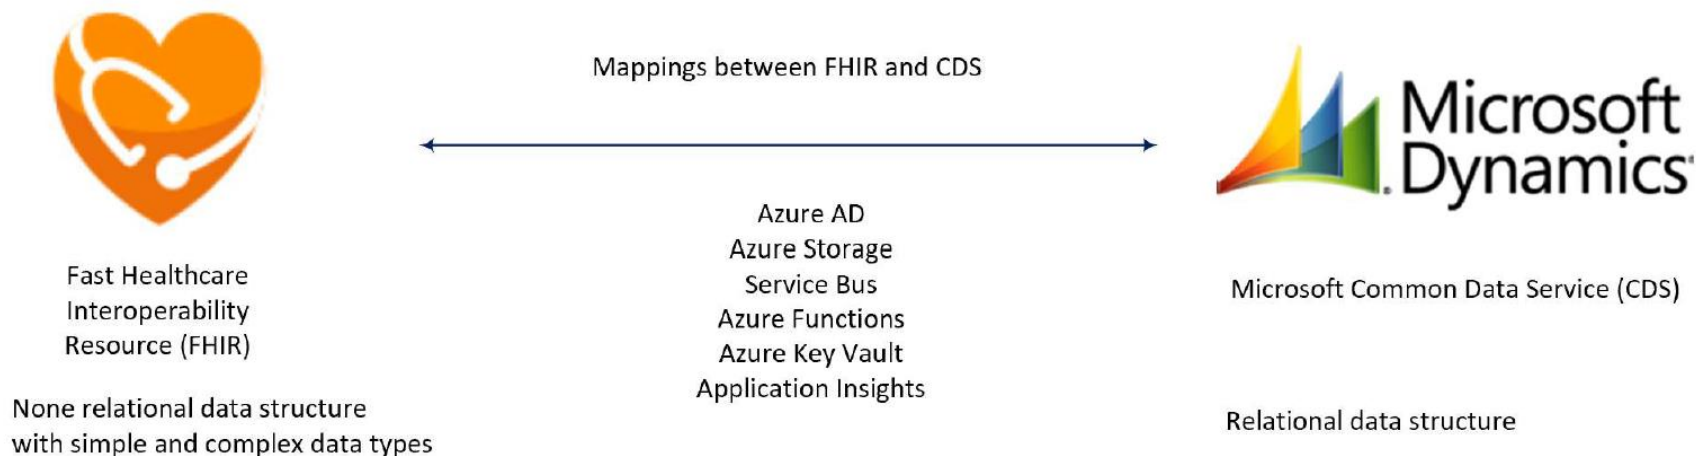 Mappings between FHIR and CDS
Microsoft
Dynamics
Azure AD
Azure Storage
Service Bus
Azure Functions
Azure Key Vault
Application Insights
Fast Healthcare
Interoperability
Resource (FHIR)
Microsoft Common Data Service (CDS)
None relational data structure
with simple and complex data types
Relational data structure